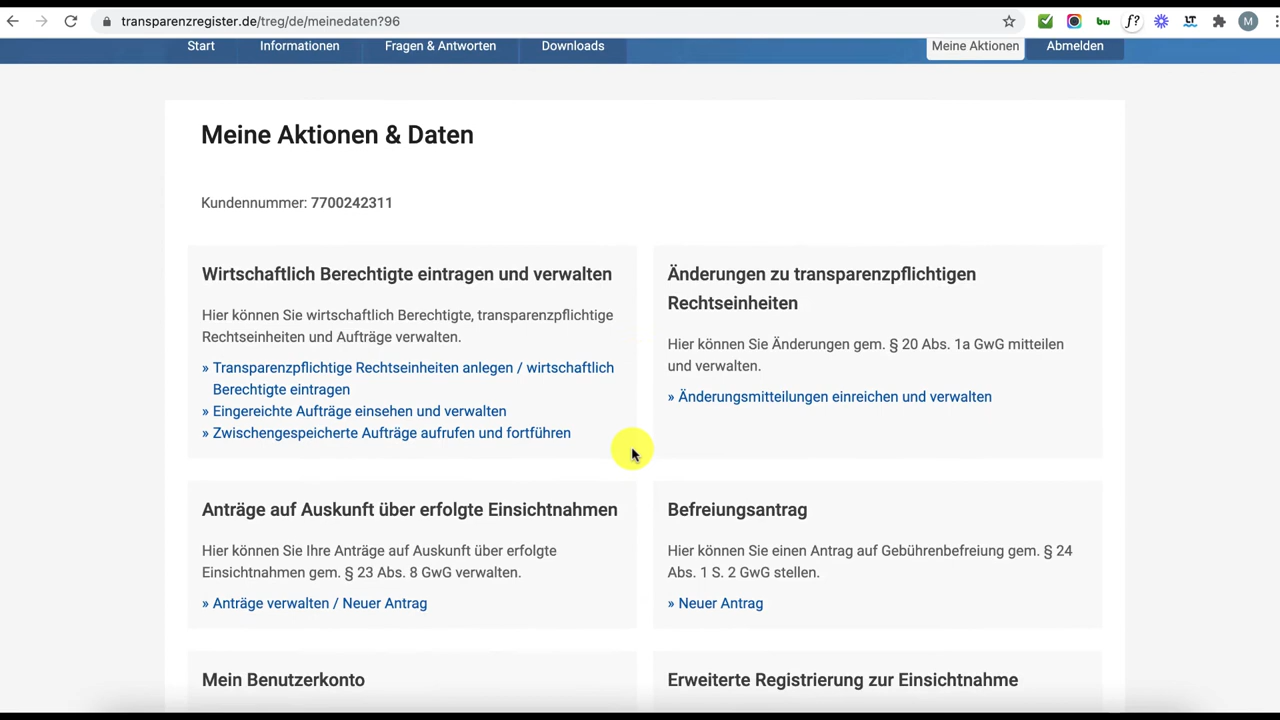 transparenzregister.de/treg/de/meinedaten?96
M
Start
Informationen
Fragen & Antworten
Downloads
Meine Aktionen
Abmelden
Meine Aktionen & Daten
Kundennummer: 7700242311
Wirtschaftlich Berechtigte eintragen und verwalten
Hier können Sie wirtschaftlich Berechtigte, transparenzpflichtige
Rechtseinheiten und Aufträge verwalten.
» Transparenzpflichtige Rechtseinheiten anlegen / wirtschaftlich
Berechtigte eintragen
» Eingereichte Aufträge einsehen und verwalten
» Zwischengespeicherte Aufträge aufrufen und fortführen
Änderungen zu transparenzpflichtigen
Rechtseinheiten
Hier können Sie Änderungen gem. § 20 Abs. 1a GwG mitteilen
und verwalten.
» Änderungsmitteilungen einreichen und verwalten
Anträge auf Auskunft über erfolgte Einsichtnahmen
Hier können Sie Ihre Anträge auf Auskunft über erfolgte
Einsichtnahmen gem. § 23 Abs. 8 GwG verwalten.
» Anträge verwalten / Neuer Antrag
Befreiungsantrag
Hier können Sie einen Antrag auf Gebührenbefreiung gem. § 24
Abs. 1 S. 2 GwG stellen.
» Neuer Antrag
Mein Benutzerkonto
Erweiterte Registrierung zur Einsichtnahme